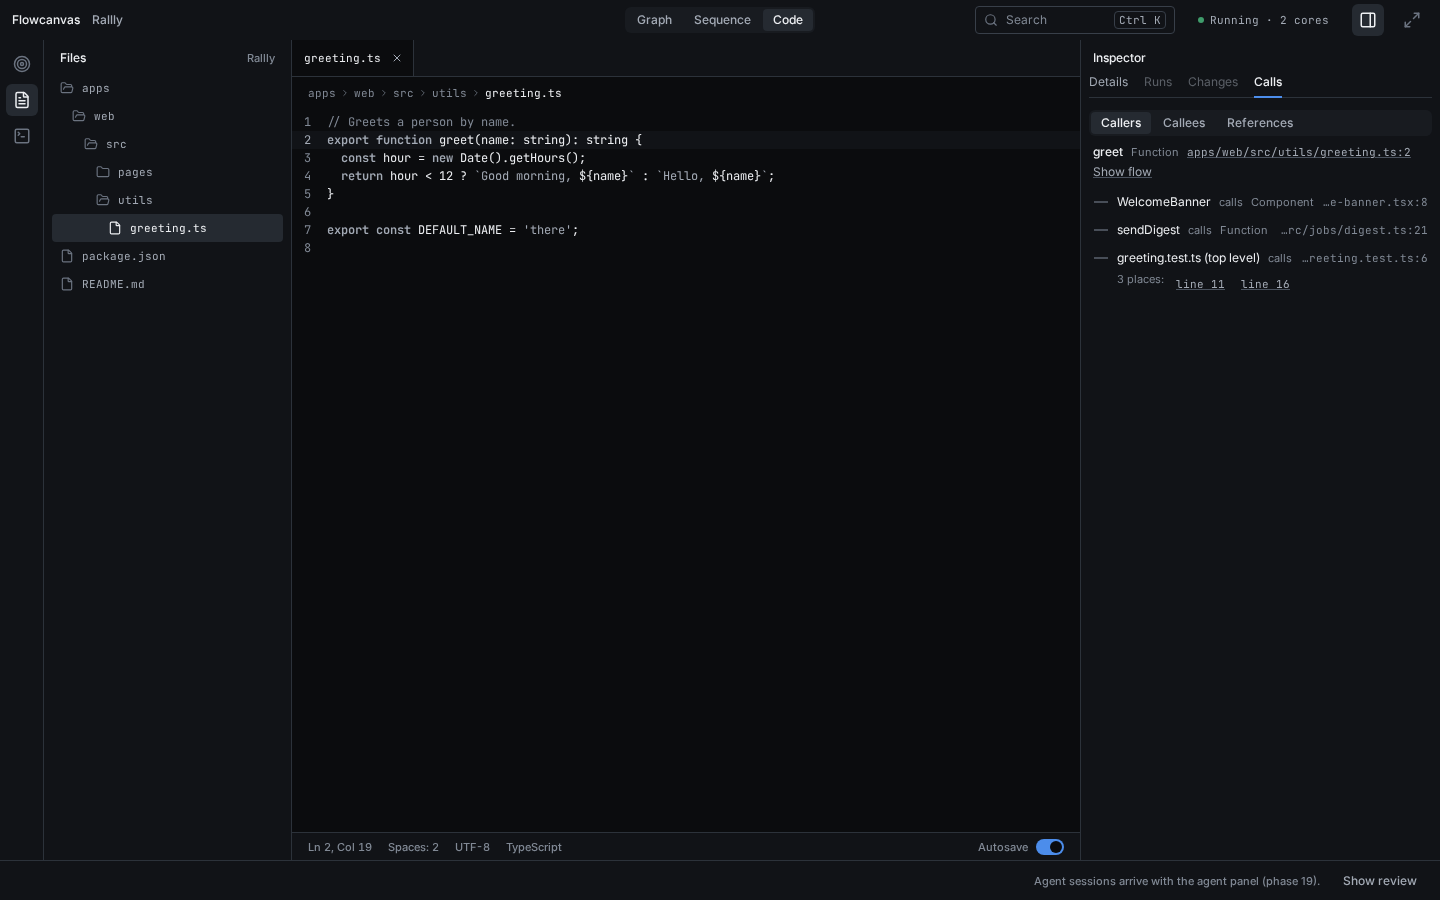 Flowcanvas Rallly Graph Sequence Code Search Ctrl K Running · 2 cores
Files Rallly
apps
web
src
pages
utils
greeting.ts
package.json
README.md
greeting.ts
apps > web > src > utils > greeting.ts
1 // Greets a person by name.
2 export function greet(name: string): string {
3   const hour = new Date().getHours();
4   return hour < 12 ? `Good morning, ${name}` : `Hello, ${name}`;
5 }
6
7 export const DEFAULT_NAME = 'there';
8
Ln 2, Col 19 Spaces: 2 UTF-8 TypeScript Autosave
Inspector
Details Runs Changes Calls
Callers Callees References
greet Function apps/web/src/utils/greeting.ts:2
Show flow
WelcomeBanner calls Component …e-banner.tsx:8
sendDigest calls Function …rc/jobs/digest.ts:21
greeting.test.ts (top level) calls …reeting.test.ts:6
3 places: line 11 line 16
Agent sessions arrive with the agent panel (phase 19). Show review